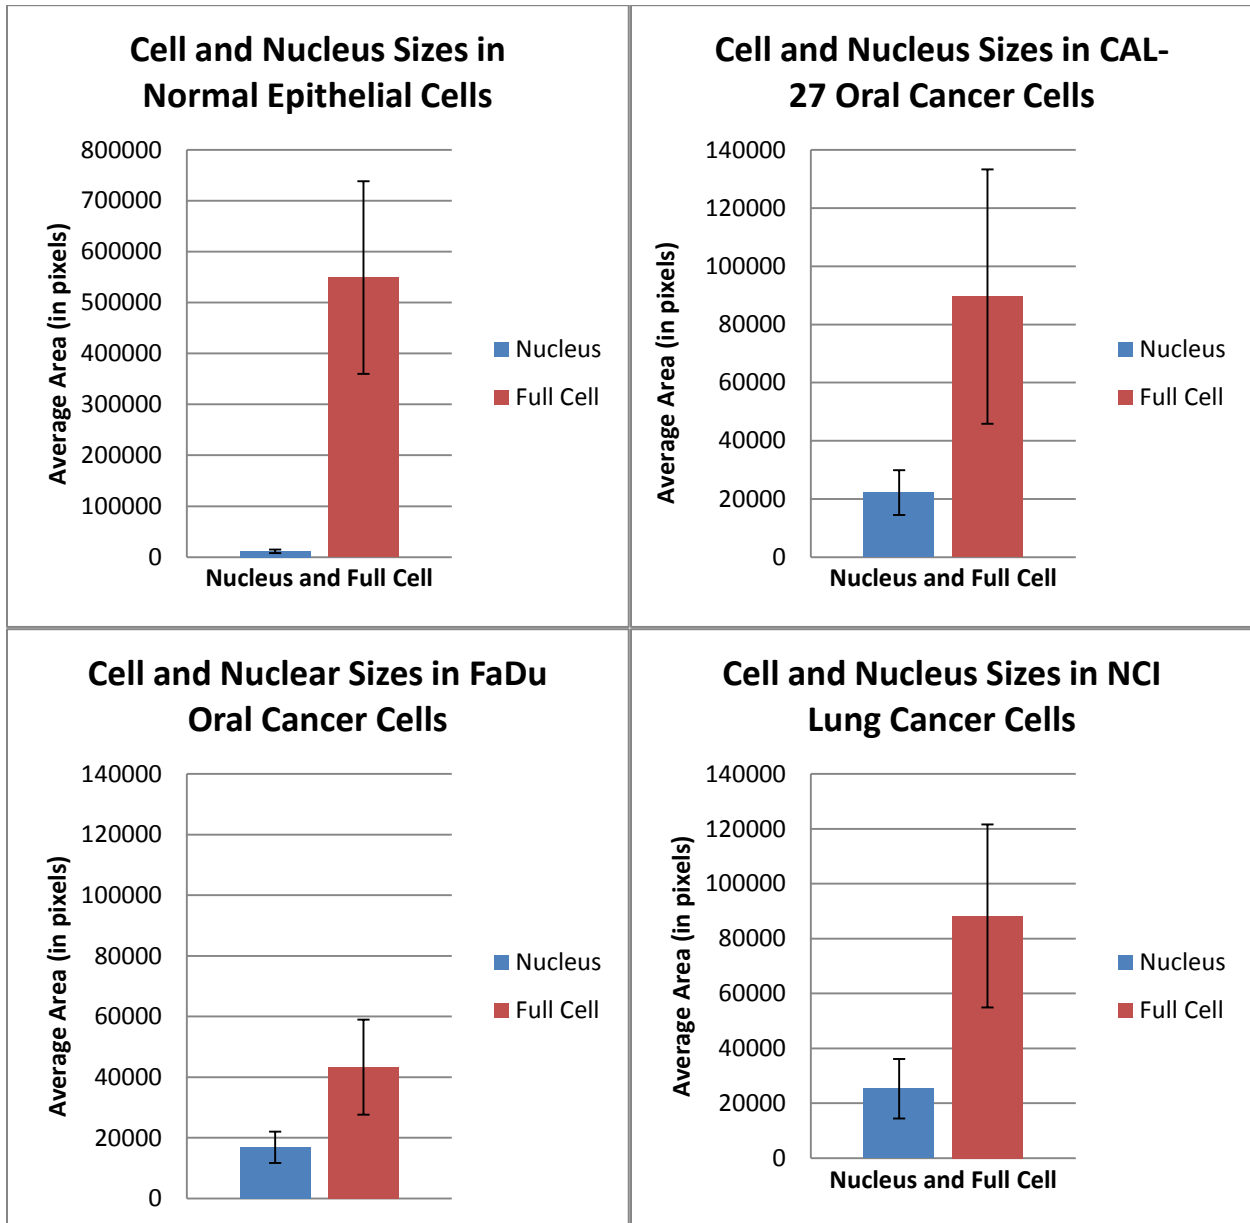 Cell and Nucleus Sizes in
Normal Epithelial Cells
800000
700000
600000
500000
400000
300000
200000
100000
0
Average Area (in pixels)
Nucleus and Full Cell
Nucleus
Full Cell
Cell and Nucleus Sizes in CAL-
27 Oral Cancer Cells
140000
120000
100000
80000
60000
40000
20000
0
Average Area (in pixels)
Nucleus and Full Cell
Nucleus
Full Cell
Cell and Nuclear Sizes in FaDu
Oral Cancer Cells
140000
120000
100000
80000
60000
40000
20000
0
Average Area (in pixels)
Nucleus
Full Cell
Cell and Nucleus Sizes in NCI
Lung Cancer Cells
140000
120000
100000
80000
60000
40000
20000
0
Average Area (in pixels)
Nucleus and Full Cell
Nucleus
Full Cell